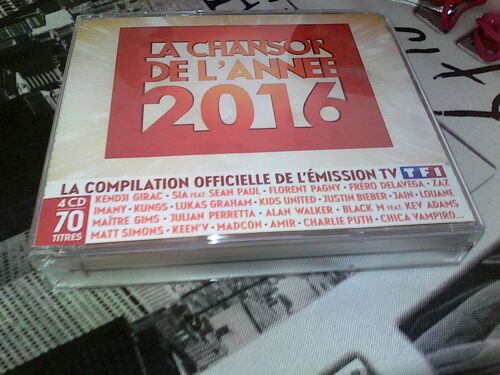 LA CHANSON
DE L'ANNÉE
2016
LA COMPILATION OFFICIELLE DE L'ÉMISSION TV TF1
4 CD
70
TITRES
KENDJI GIRAC • SIA FEAT. SEAN PAUL • FLORENT PAGNY • FRÉRO DELAVEGA • ZAZ
IMANY • KUNGS • LUKAS GRAHAM • KIDS UNITED • JUSTIN BIEBER • JAIN • LOUANE
MAÎTRE GIMS • JULIAN PERRETTA • ALAN WALKER • BLACK M FEAT. KEV ADAMS
MATT SIMONS • KEEN'V • MADCON • AMIR • CHARLIE PUTH • CHICA VAMPIRO...